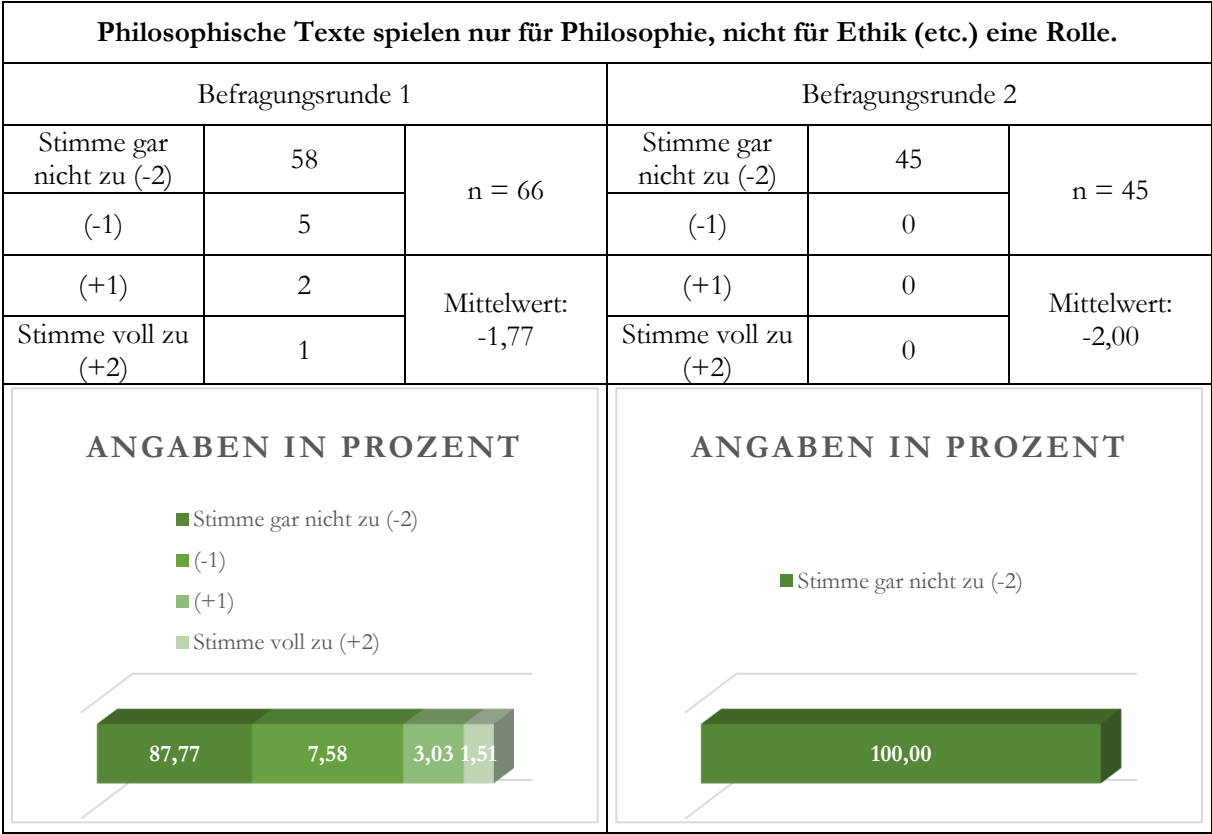 Philosophische Texte spielen nur für Philosophie, nicht für Ethik (etc.) eine Rolle.
Befragungsrunde 1
Befragungsrunde 2
Stimme gar
nicht zu (-2)
58
n = 66
Stimme gar
nicht zu (-2)
45
n = 45
(-1)
5
(-1)
0
(+1)
2
Mittelwert:
-1,77
(+1)
0
Mittelwert:
-2,00
Stimme voll zu
(+2)
1
Stimme voll zu
(+2)
0
ANGABEN IN PROZENT
Stimme gar nicht zu (-2)
(-1)
(+1)
Stimme voll zu (+2)
87,77
7,58
3,03
1,51
ANGABEN IN PROZENT
Stimme gar nicht zu (-2)
100,00